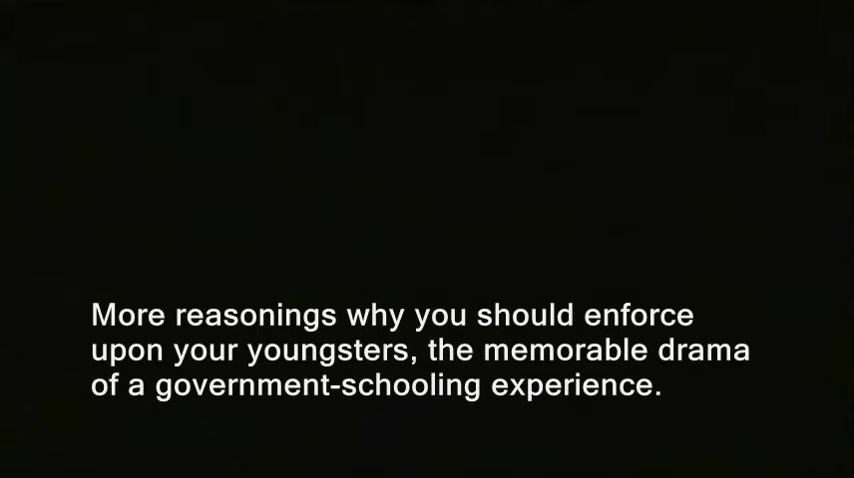 More reasonings why you should enforce
upon your youngsters, the memorable drama
of a government-schooling experience.